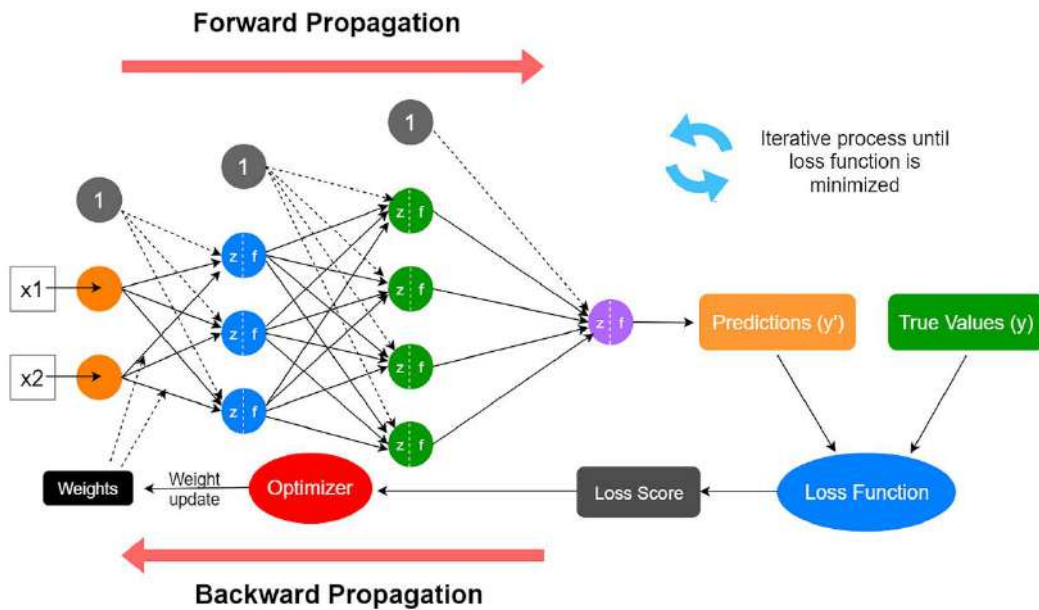 Forward Propagation
1
1
1
Iterative process until
loss function is
minimized
z f
z f
z f
x1
z f
z f
z f
Predictions (y')
True Values (y)
x2
z f
z f
Weights
Weight
update
Optimizer
Loss Score
Loss Function
Backward Propagation